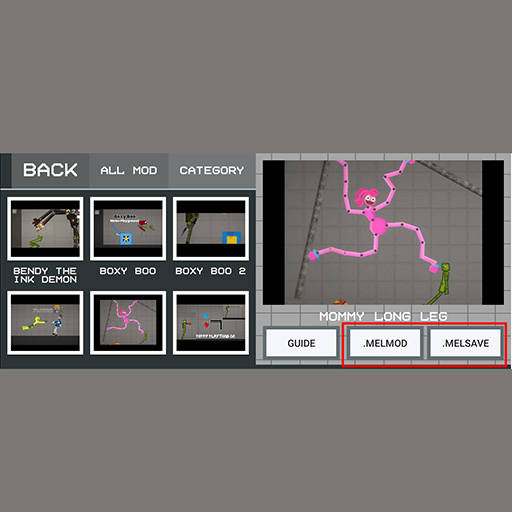 BACK
ALL MOD
CATEGORY
BENDY THE
INK DEMON
BOXY BOO
BOXY BOO 2
MOMMY LONG LEG
GUIDE
.MELMOD
.MELSAVE